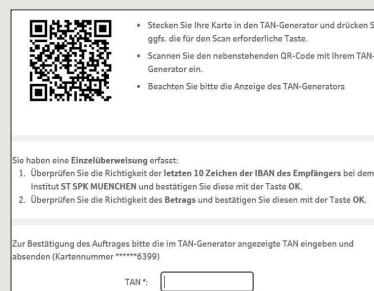 • Stecken Sie Ihre Karte in den TAN-Generator und drücken S
ggfs. die für den Scan erforderliche Taste.
• Scannen Sie den nebenstehenden QR-Code mit Ihrem TAN-
Generator ein.
• Beachten Sie bitte die Anzeige des TAN-Generators
Sie haben eine Einzelüberweisung erfasst:
1. Überprüfen Sie die Richtigkeit der letzten 10 Zeichen der IBAN des Empfängers bei dem
Institut ST SPK MUENCHEN und bestätigen Sie diese mit der Taste OK.
2. Überprüfen Sie die Richtigkeit des Betrags und bestätigen Sie diesen mit der Taste OK.
Zur Bestätigung des Auftrages bitte die im TAN-Generator angezeigte TAN eingeben und
absenden (Kartennummer ******6399)
TAN *: